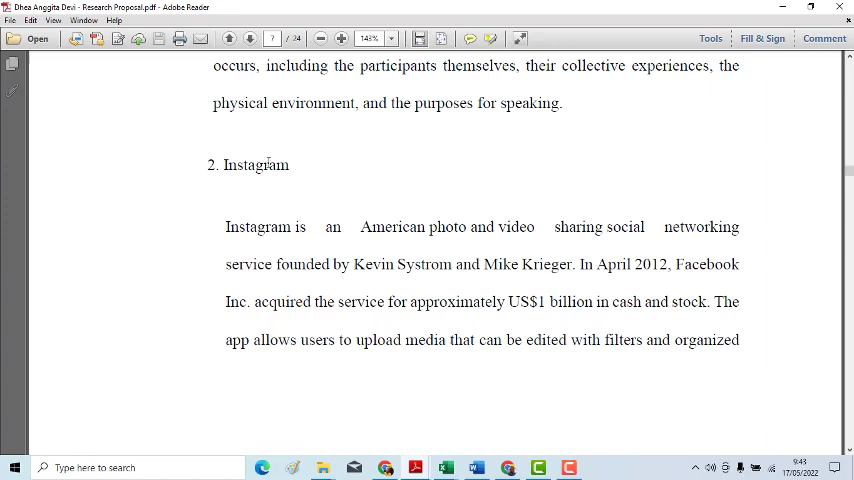 Dhea Anggita Devi - Research Proposal.pdf - Adobe Reader
File Edit View Window Help
Open 7 / 24 143% Tools Fill & Sign Comment
occurs, including the participants themselves, their collective experiences, the
physical environment, and the purposes for speaking.
2. Instagram
Instagram is an American photo and video sharing social networking
service founded by Kevin Systrom and Mike Krieger. In April 2012, Facebook
Inc. acquired the service for approximately US$1 billion in cash and stock. The
app allows users to upload media that can be edited with filters and organized
Type here to search
9:43
17/05/2022